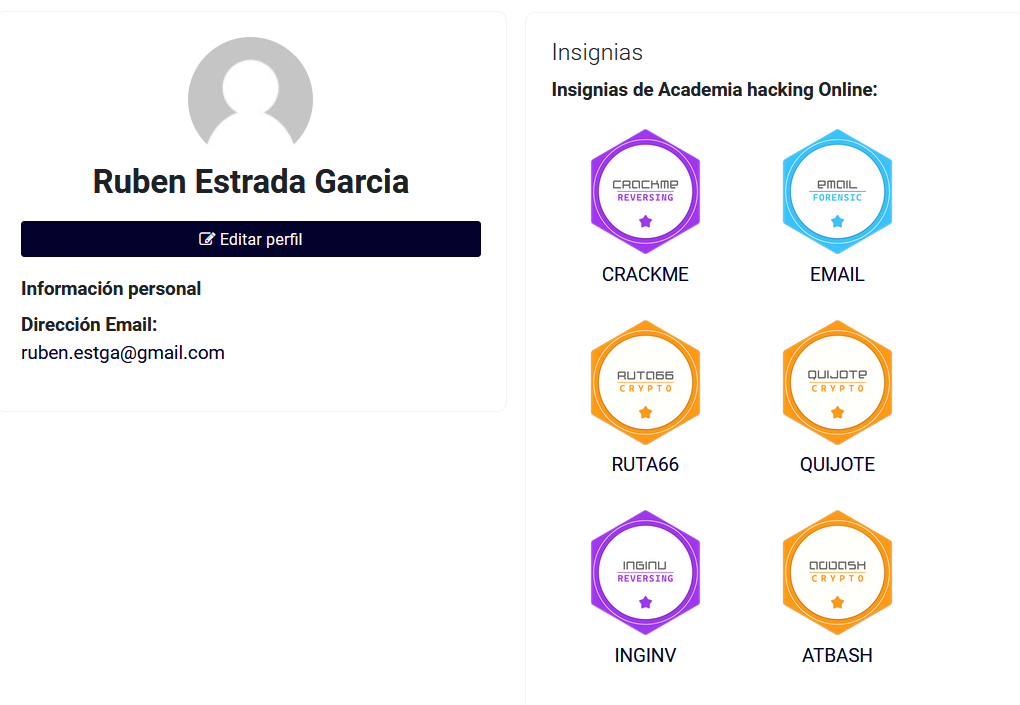 Ruben Estrada Garcia
Editar perfil
Información personal
Dirección Email:
ruben.estga@gmail.com
Insignias
Insignias de Academia hacking Online:
CRACKME
REVERSING
CRACKME
EMAIL
FORENSIC
EMAIL
RUTA66
CRYPTO
RUTA66
QUIJOTE
CRYPTO
QUIJOTE
INGINV
REVERSING
INGINV
ADBASH
CRYPTO
ATBASH